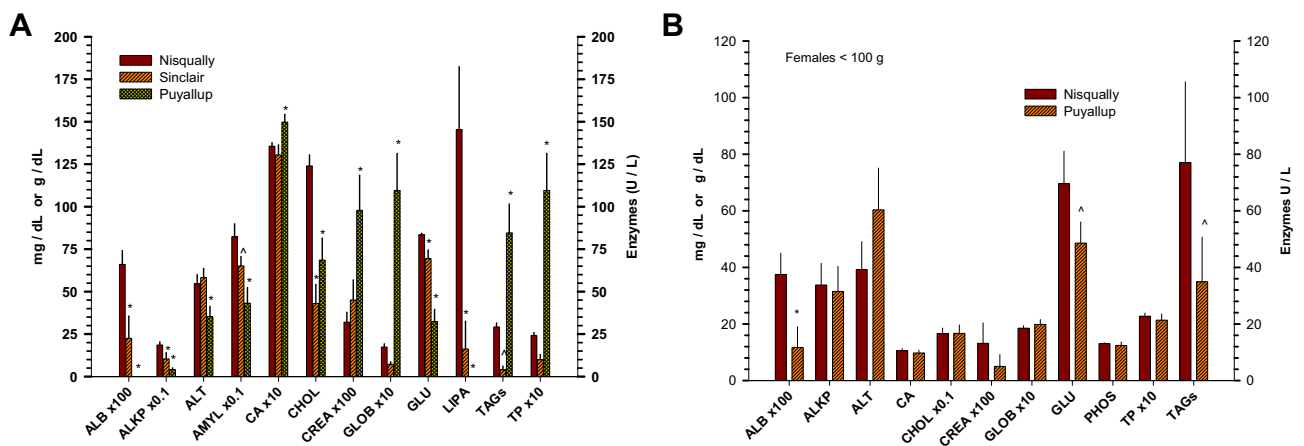 A
mg / dL or g / dL
200
175
150
125
100
75
50
25
0
Nisqually
Sinclair
Puyallup
* * * * * ^ * * * * * * * * * * ^ * *
200
175
150
125
100
75
50
25
0
Enzymes (U / L)
ALB x100
ALKP x0.1
ALT
AMYL x0.1
CA x10
CHOL
CREA x100
GLOB x10
GLU
LIPA
TAGs
TP x10
B
mg / dL or g / dL
120
100
80
60
40
20
0
Females < 100 g
Nisqually
Puyallup
* ^ ^
120
100
80
60
40
20
0
Enzymes U / L
ALB x100
ALKP
ALT
CA
CHOL x0.1
CREA x100
GLOB x10
GLU
PHOS
TP x10
TAGs